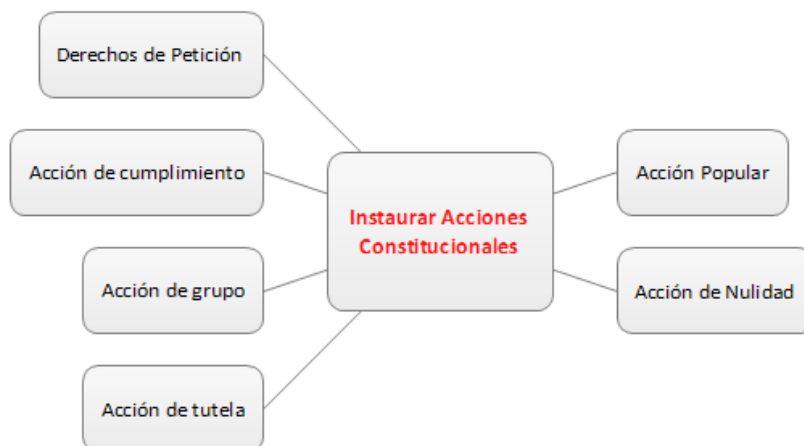 Derechos de Petición
Acción de cumplimiento
Acción de grupo
Acción de tutela
Instaurar Acciones
Constitucionales
Acción Popular
Acción de Nulidad